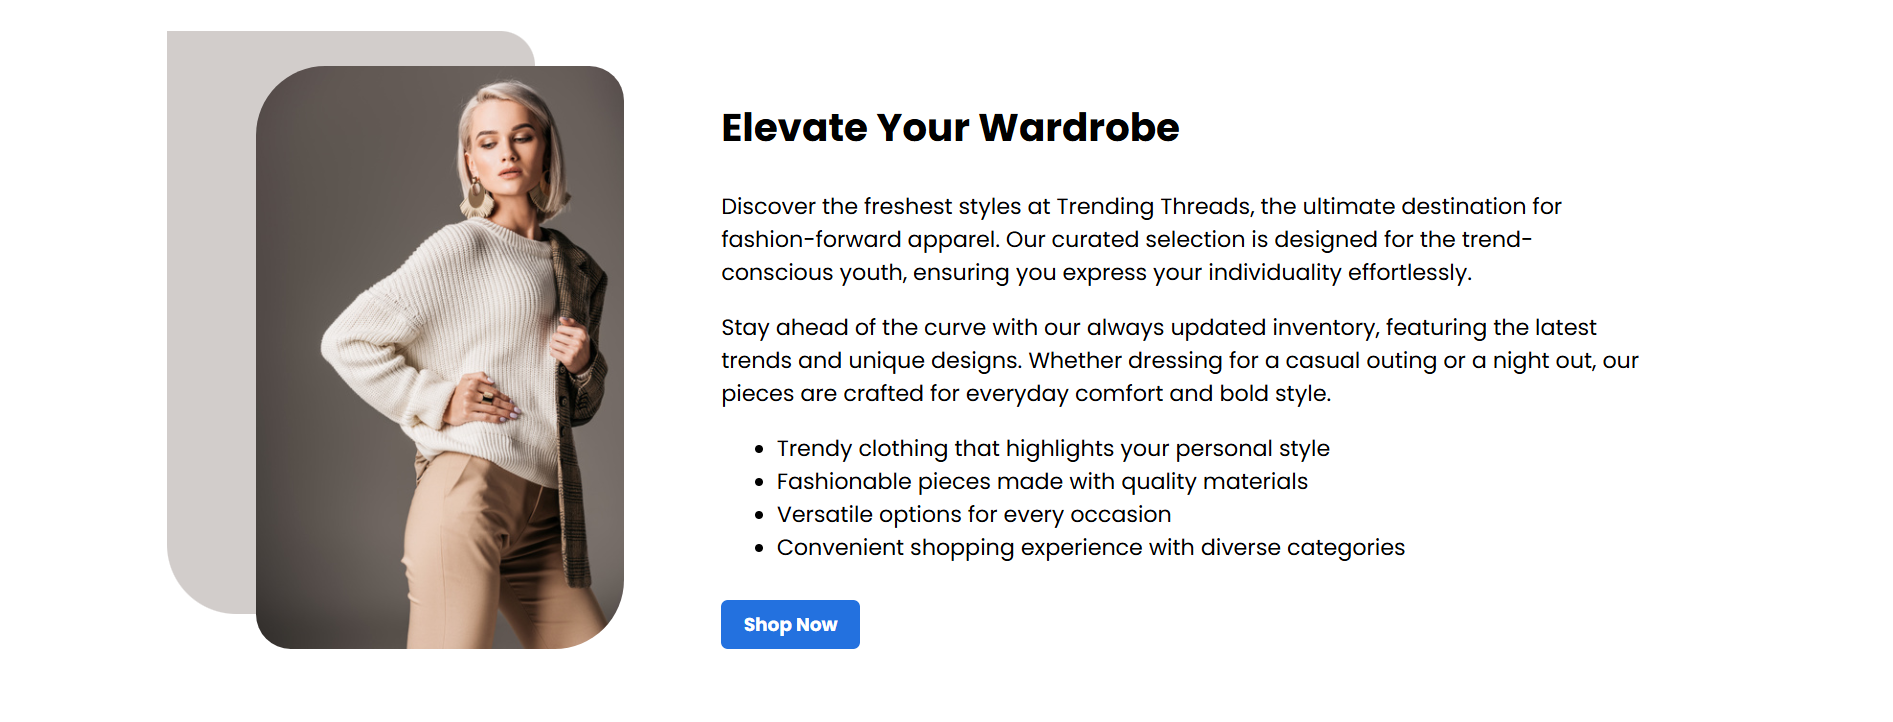 Elevate Your Wardrobe
Discover the freshest styles at Trending Threads, the ultimate destination for
fashion-forward apparel. Our curated selection is designed for the trend-
conscious youth, ensuring you express your individuality effortlessly.
Stay ahead of the curve with our always updated inventory, featuring the latest
trends and unique designs. Whether dressing for a casual outing or a night out, our
pieces are crafted for everyday comfort and bold style.
• Trendy clothing that highlights your personal style
• Fashionable pieces made with quality materials
• Versatile options for every occasion
• Convenient shopping experience with diverse categories
Shop Now